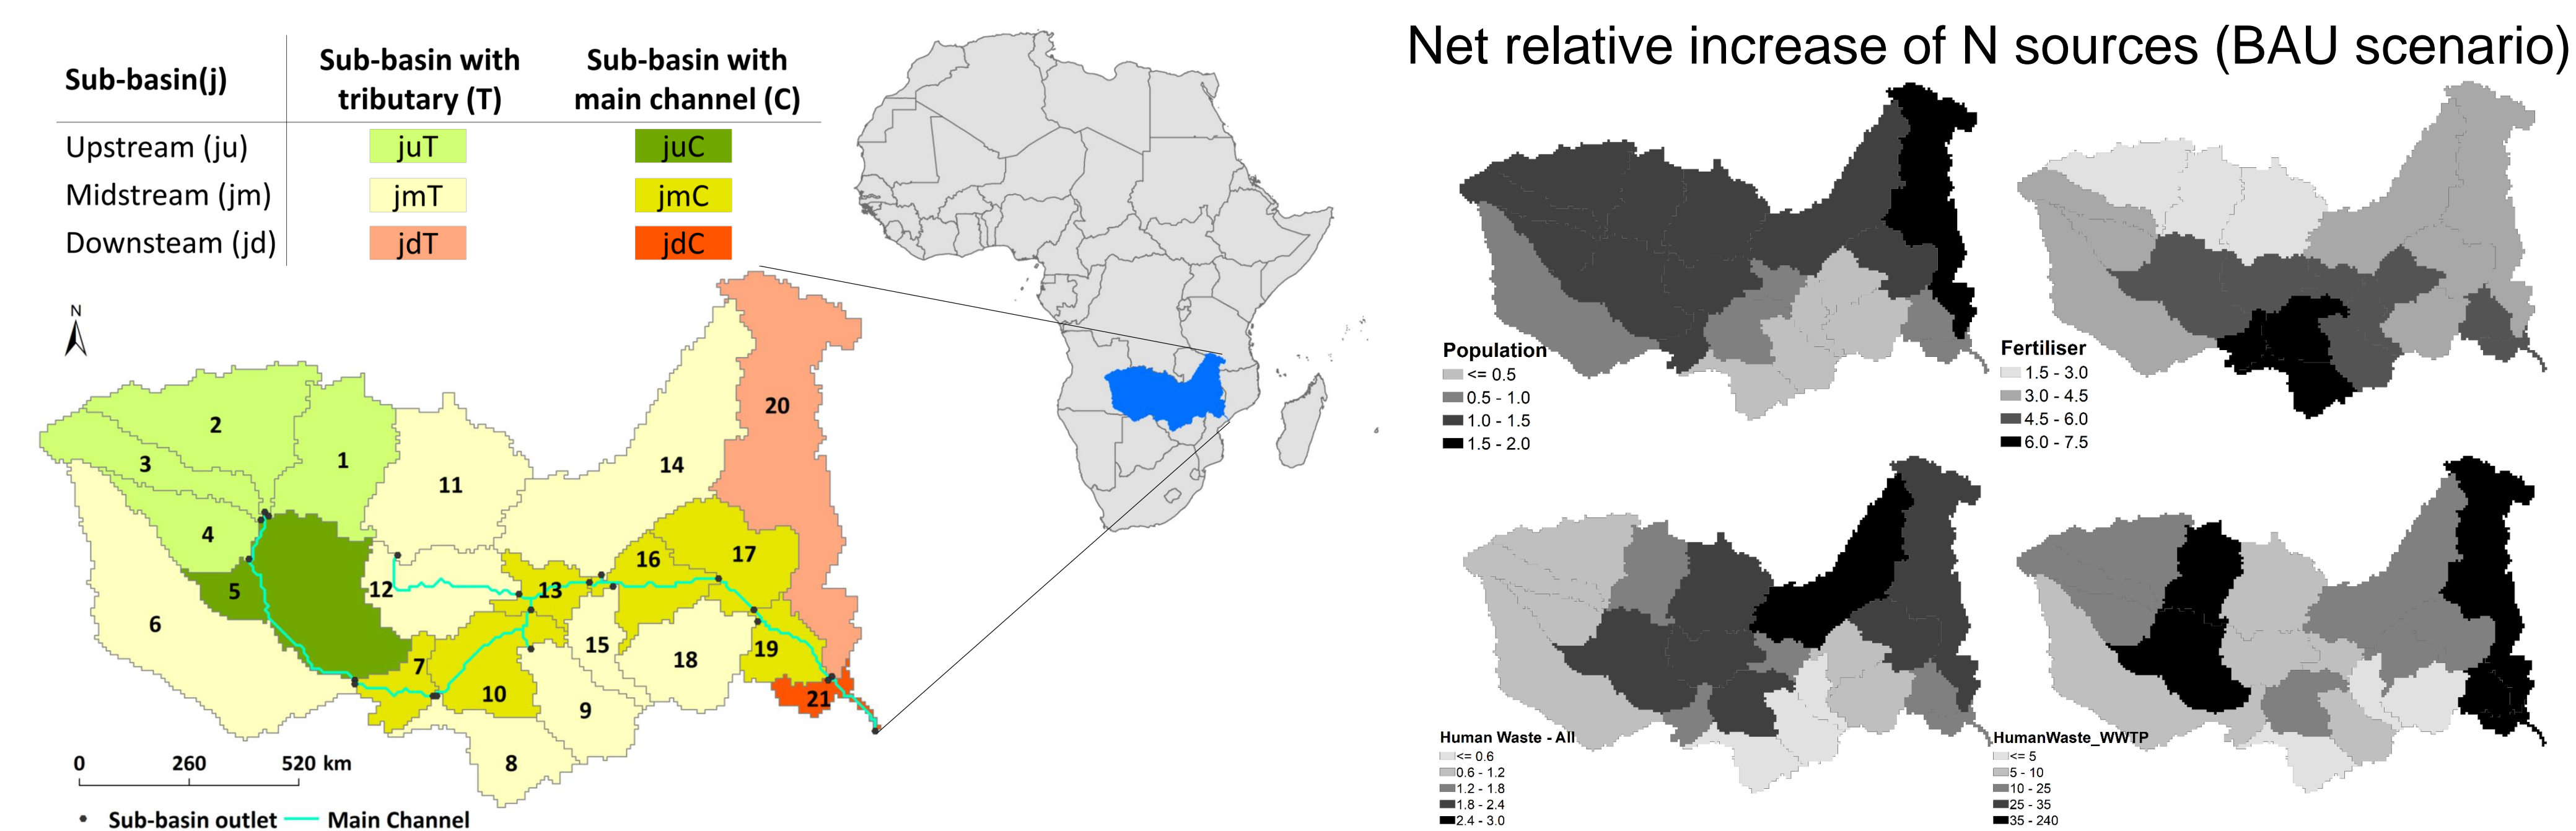 Sub-basin(j)
Sub-basin with tributary (T)
Sub-basin with main channel (C)
Upstream (ju) juT juC
Midstream (jm) jmT jmC
Downsteam (jd) jdT jdC
N
1
2
3
4
5
6
7
8
9
10
11
12
13
14
15
16
17
18
19
20
21
0 260 520 km
Sub-basin outlet Main Channel
Net relative increase of N sources (BAU scenario)
Population
<= 0.5
0.5 - 1.0
1.0 - 1.5
1.5 - 2.0
Fertiliser
1.5 - 3.0
3.0 - 4.5
4.5 - 6.0
6.0 - 7.5
Human Waste - All
<= 0.6
0.6 - 1.2
1.2 - 1.8
1.8 - 2.4
2.4 - 3.0
HumanWaste_WWTP
<= 5
5 - 10
10 - 25
25 - 35
35 - 240